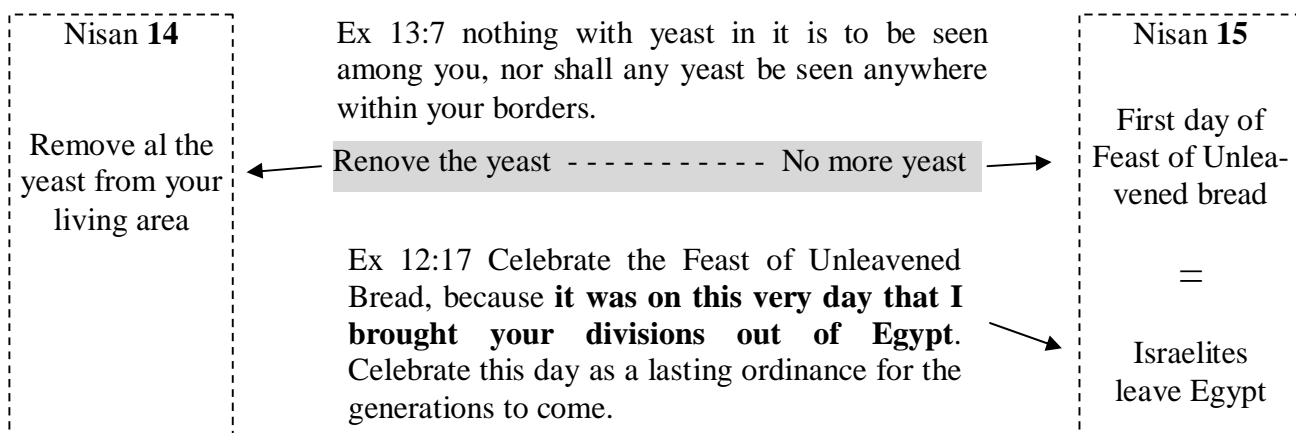 Nisan 14
Remove al the
yeast from your
living area
Ex 13:7 nothing with yeast in it is to be seen
among you, nor shall any yeast be seen anywhere
within your borders.
Renove the yeast - - - - - - - - - - - No more yeast
Ex 12:17 Celebrate the Feast of Unleavened
Bread, because it was on this very day that I
brought your divisions out of Egypt.
Celebrate this day as a lasting ordinance for the
generations to come.
Nisan 15
First day of
Feast of Unlea-
vened bread
=
Israelites
leave Egypt